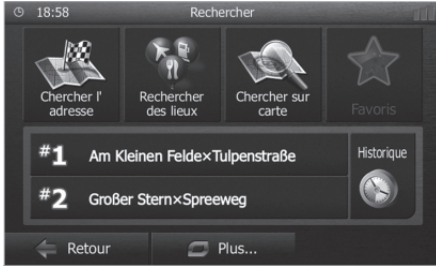 18:58 Rechercher
Chercher l'
adresse
Rechercher
des lieux
Chercher sur
carte
Favoris
#1 Am Kleinen Felde×Tulpenstraße
Historique
#2 Großer Stern×Spreeweg
Retour Plus...